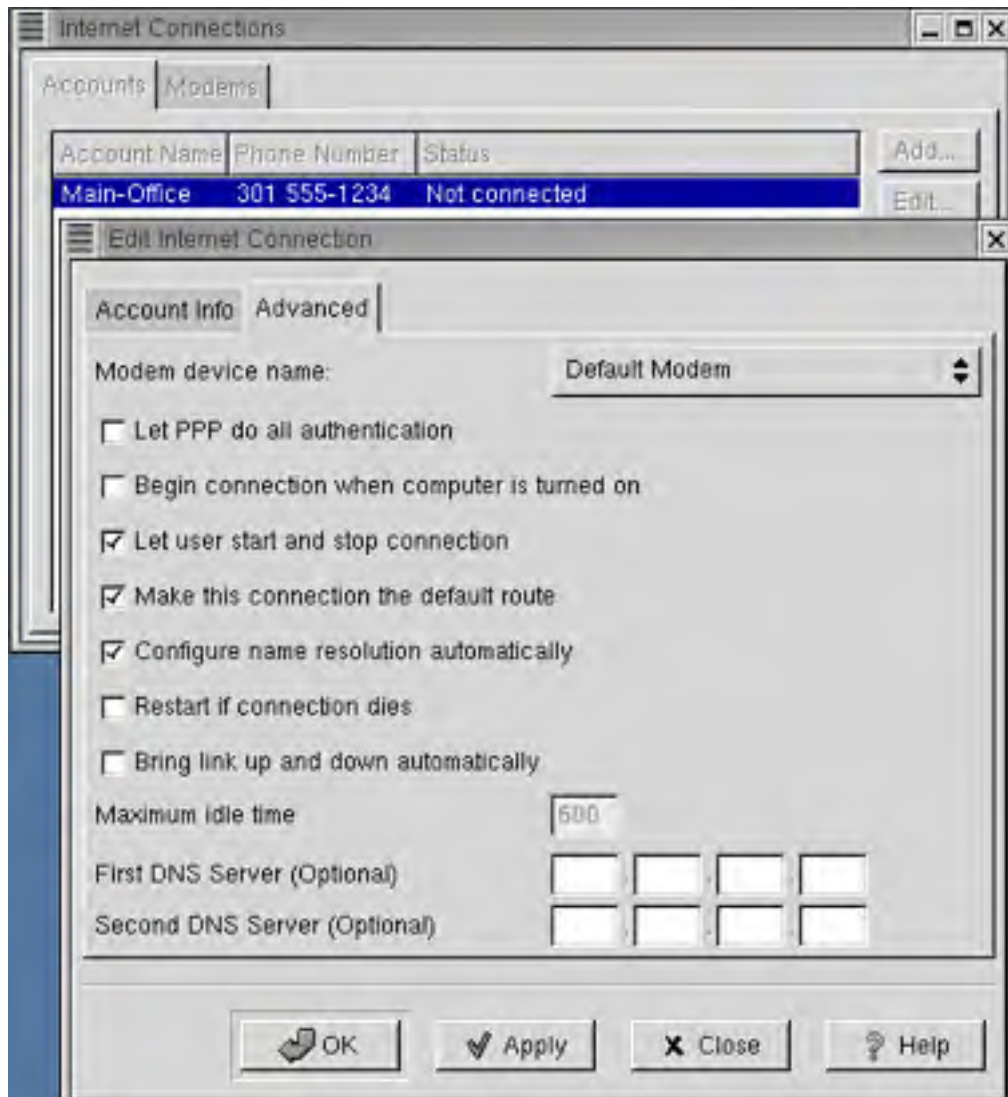 Internet Connections
Accounts Modems
Account Name Phone Number Status Add...
Main-Office 301 555-1234 Not connected Edit...
Edit Internet Connection
Account Info Advanced
Modem device name: Default Modem
Let PPP do all authentication
Begin connection when computer is turned on
Let user start and stop connection
Make this connection the default route
Configure name resolution automatically
Restart if connection dies
Bring link up and down automatically
Maximum idle time 600
First DNS Server (Optional)
Second DNS Server (Optional)
OK Apply Close Help